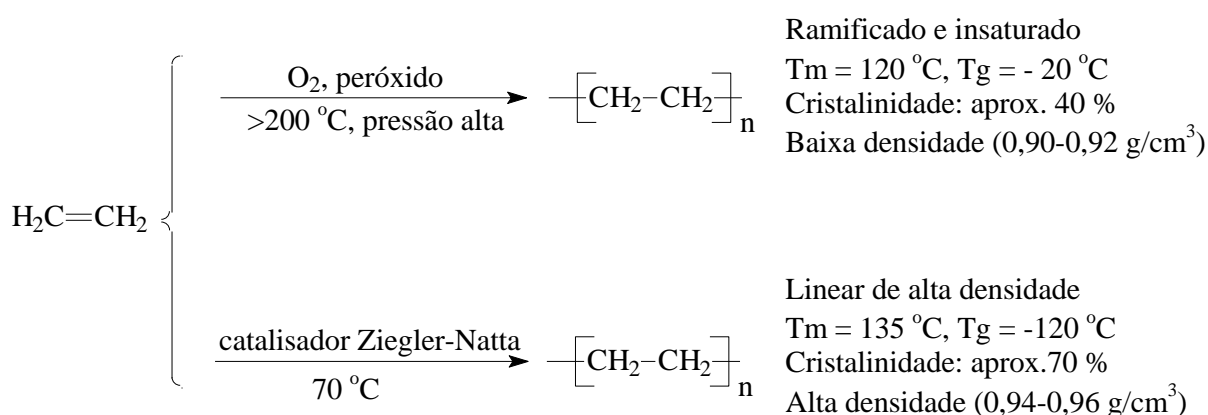 H₂C=CH₂
O₂, peróxido
>200 °C, pressão alta
[CH₂-CH₂]n
Ramificado e insaturado
Tm = 120 °C, Tg = - 20 °C
Cristalinidade: aprox. 40 %
Baixa densidade (0,90-0,92 g/cm³)
catalisador Ziegler-Natta
70 °C
[CH₂-CH₂]n
Linear de alta densidade
Tm = 135 °C, Tg = -120 °C
Cristalinidade: aprox.70 %
Alta densidade (0,94-0,96 g/cm³)